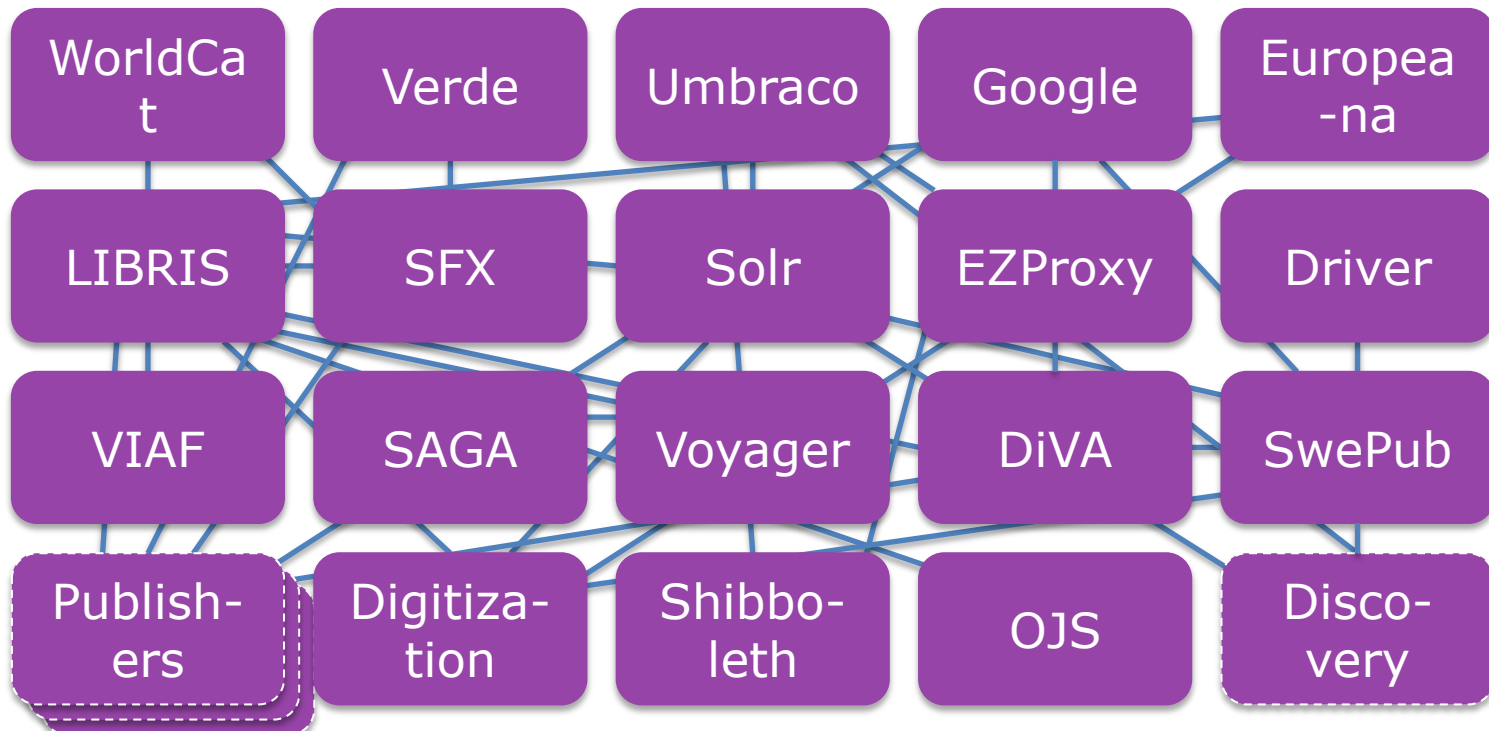 WorldCa
t
Verde
Umbraco
Google
Europea
-na
LIBRIS
SFX
Solr
EZProxy
Driver
VIAF
SAGA
Voyager
DiVA
SwePub
Publish-
ers
Digitiza-
tion
Shibbo-
leth
OJS
Disco-
very